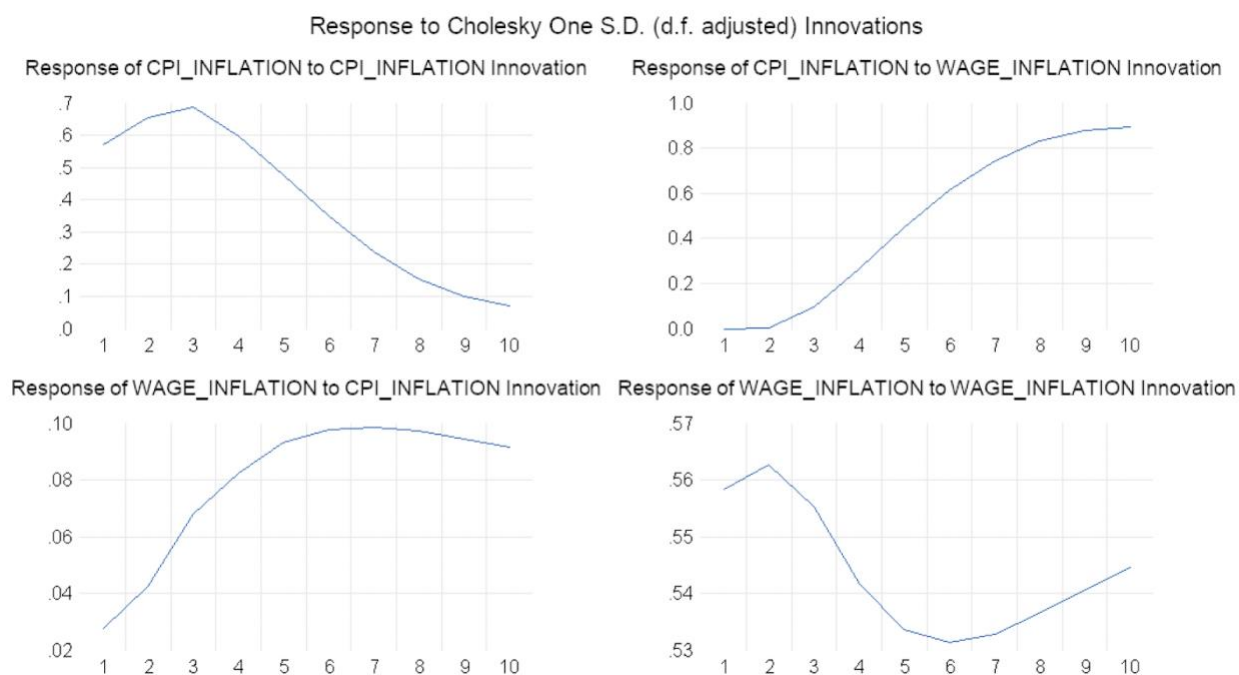 Response to Cholesky One S.D. (d.f. adjusted) Innovations
Response of CPI_INFLATION to CPI_INFLATION Innovation
.7
.6
.5
.4
.3
.2
.1
.0
1 2 3 4 5 6 7 8 9 10
Response of CPI_INFLATION to WAGE_INFLATION Innovation
1.0
0.8
0.6
0.4
0.2
0.0
1 2 3 4 5 6 7 8 9 10
Response of WAGE_INFLATION to CPI_INFLATION Innovation
.10
.08
.06
.04
.02
1 2 3 4 5 6 7 8 9 10
Response of WAGE_INFLATION to WAGE_INFLATION Innovation
.57
.56
.55
.54
.53
1 2 3 4 5 6 7 8 9 10